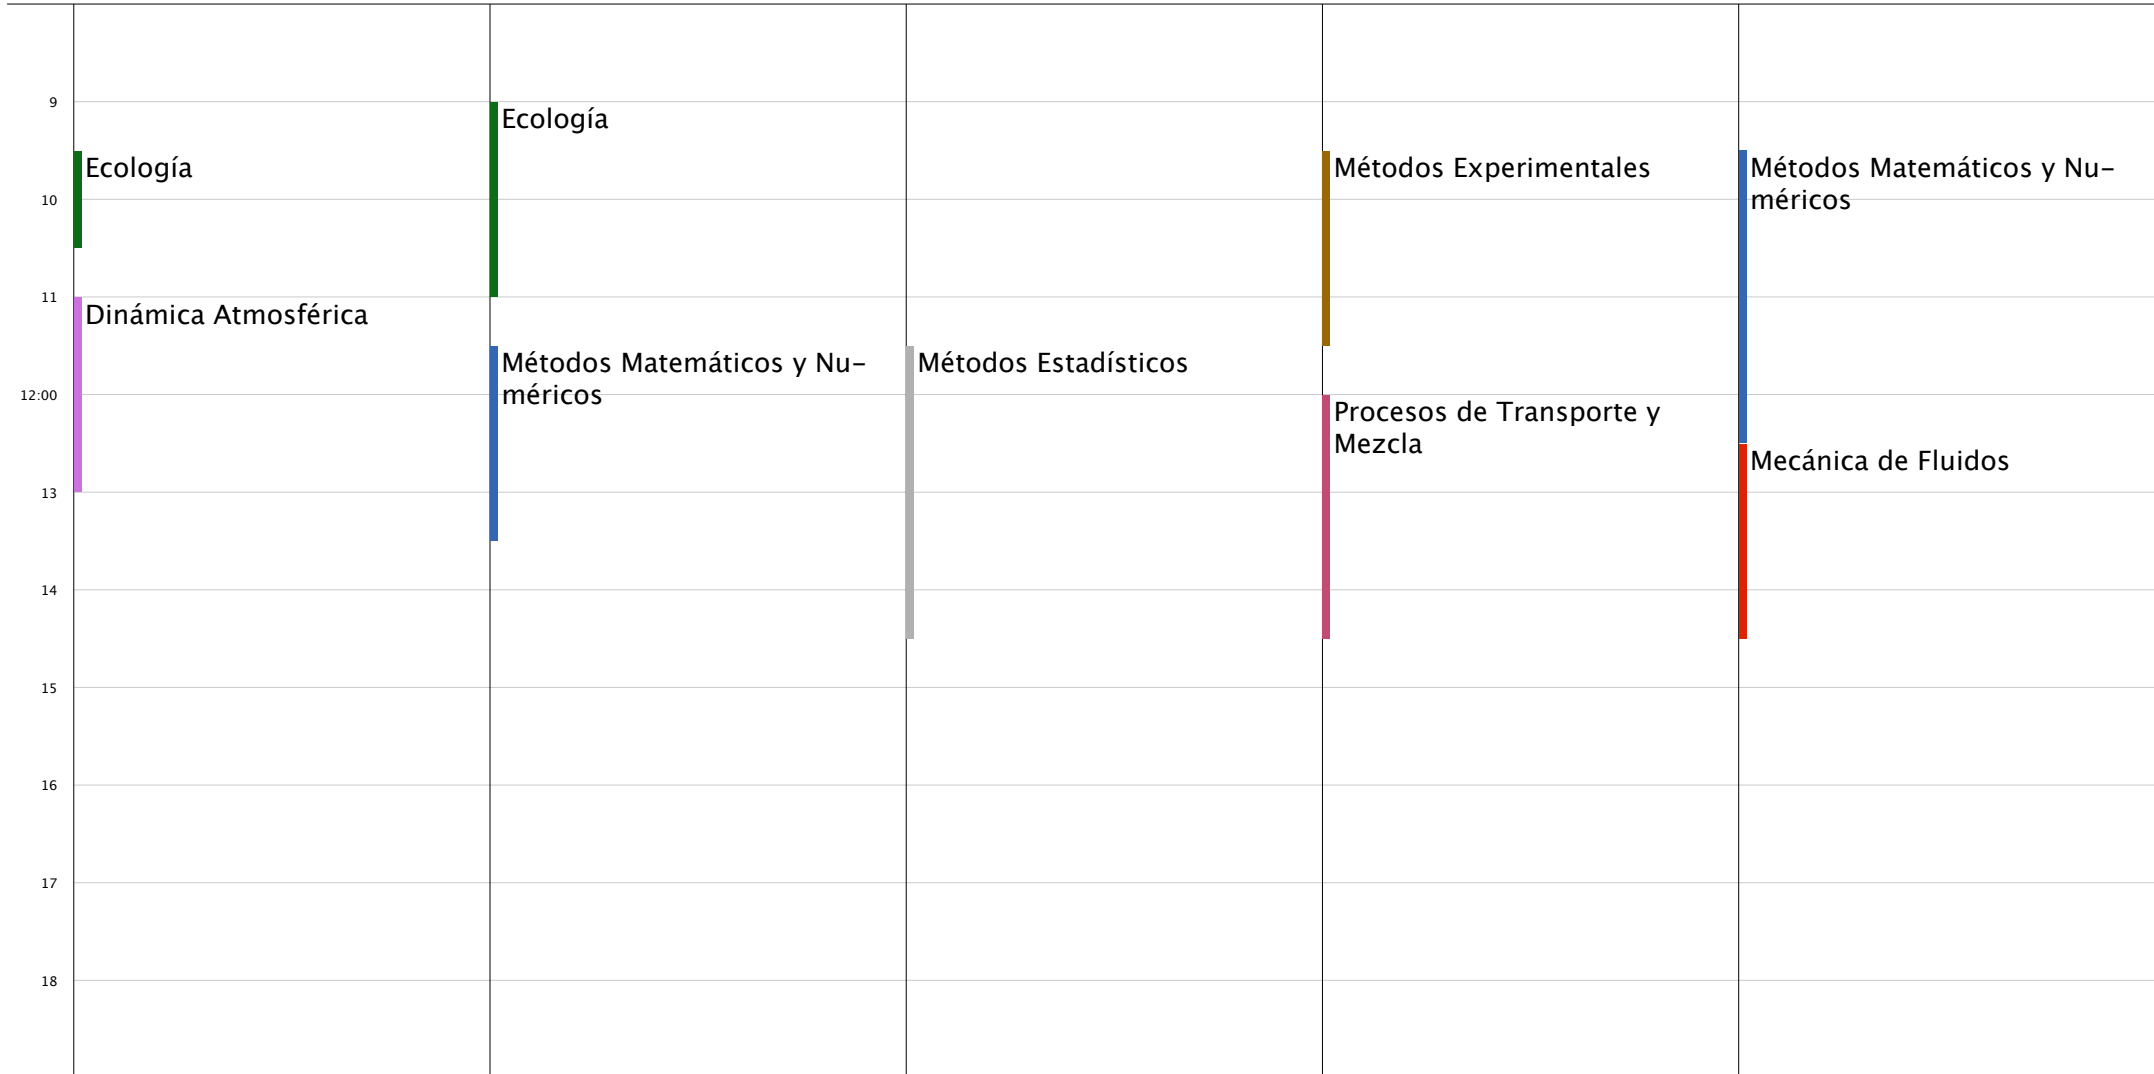 9
10
11
12:00
13
14
15
16
17
18
Ecología
Dinámica Atmosférica
Ecología
Métodos Matemáticos y Nu-
méricos
Métodos Estadísticos
Métodos Experimentales
Procesos de Transporte y
Mezcla
Métodos Matemáticos y Nu-
méricos
Mecánica de Fluidos